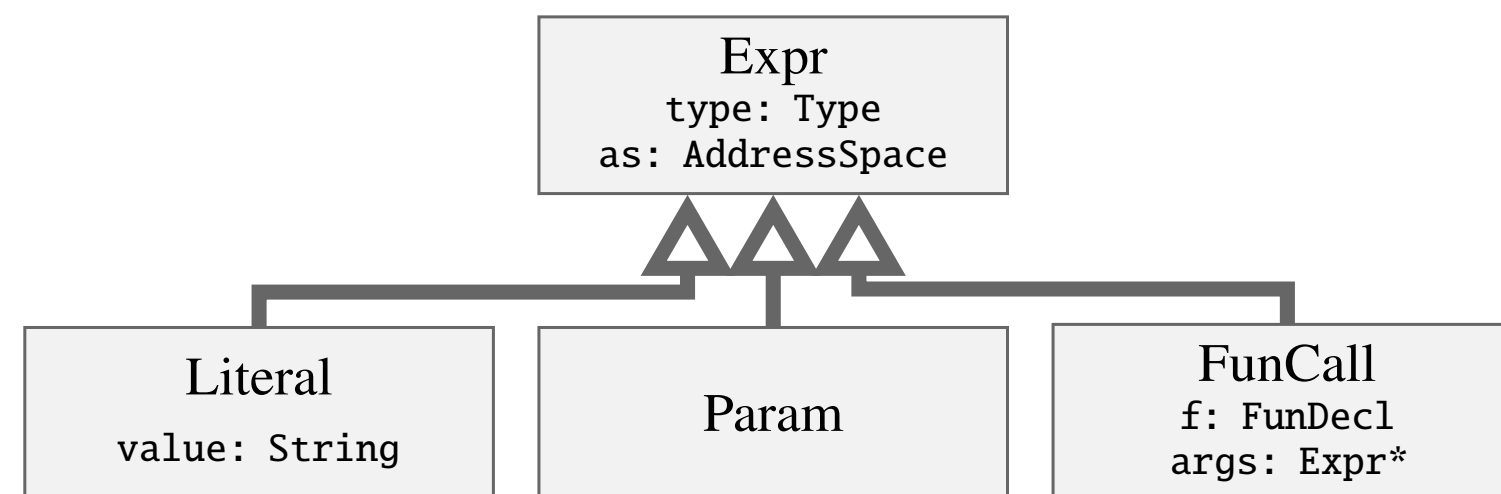 Expr
type: Type
as: AddressSpace
Literal
value: String
Param
FunCall
f: FunDecl
args: Expr*